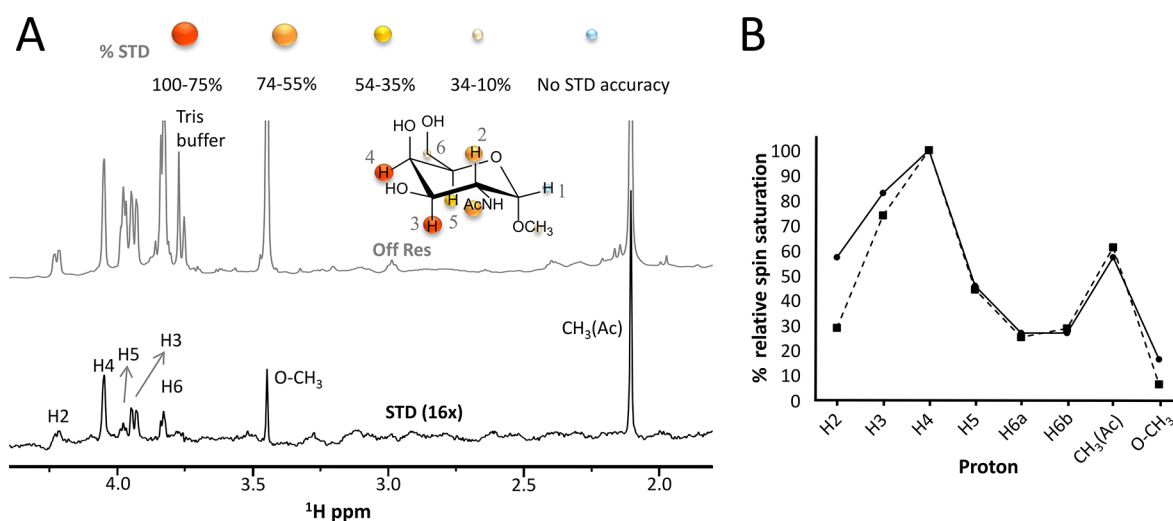 A
% STD
100-75%
74-55%
54-35%
34-10%
No STD accuracy
Tris
buffer
HO
OH
2
H
6
4
H
O
HO
H
1
H
AcNH
3
H
5
OCH₃
Off Res
CH₃(Ac)
H3
H5
H4
H6
O-CH₃
H2
STD (16x)
4.0
3.5
3.0
2.5
2.0
¹H ppm
B
% relative spin saturation
100
90
80
70
60
50
40
30
20
10
0
H2
H3
H4
H5
H6a
H6b
CH₃(Ac)
O-CH₃
Proton